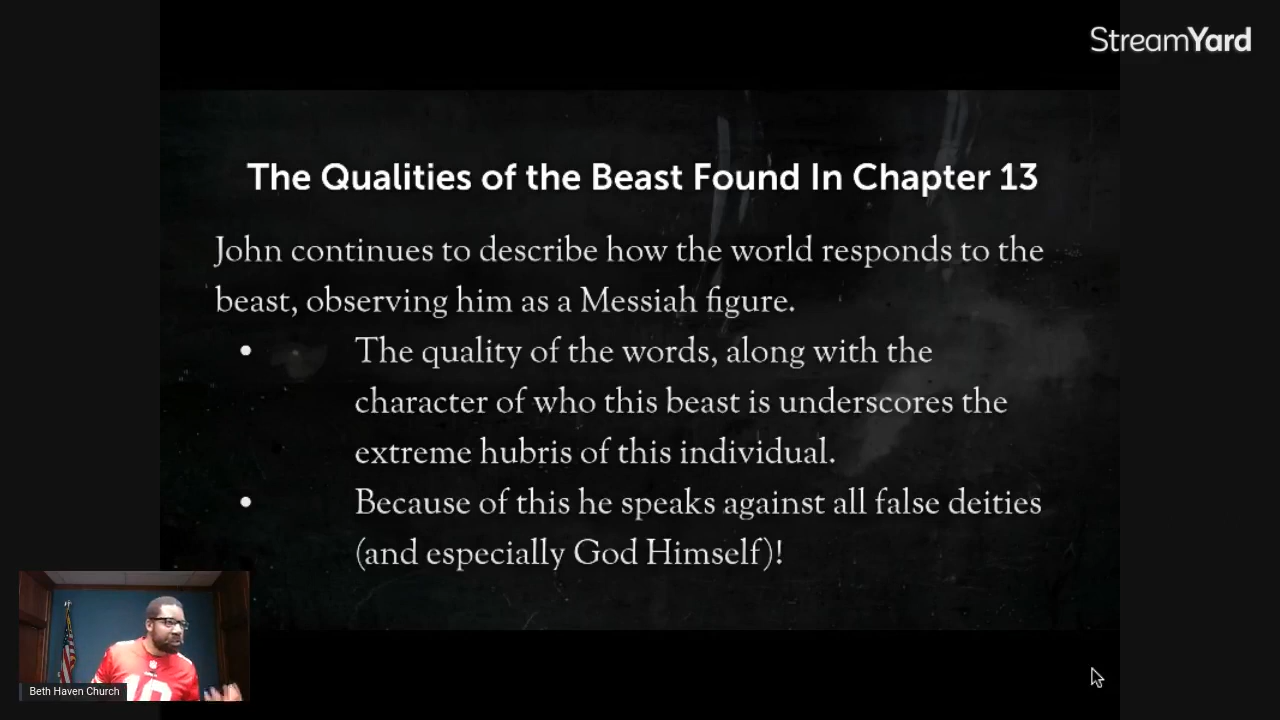 StreamYard
The Qualities of the Beast Found In Chapter 13
John continues to describe how the world responds to the
beast, observing him as a Messiah figure.
• The quality of the words, along with the
character of who this beast is underscores the
extreme hubris of this individual.
• Because of this he speaks against all false deities
(and especially God Himself)!
Beth Haven Church